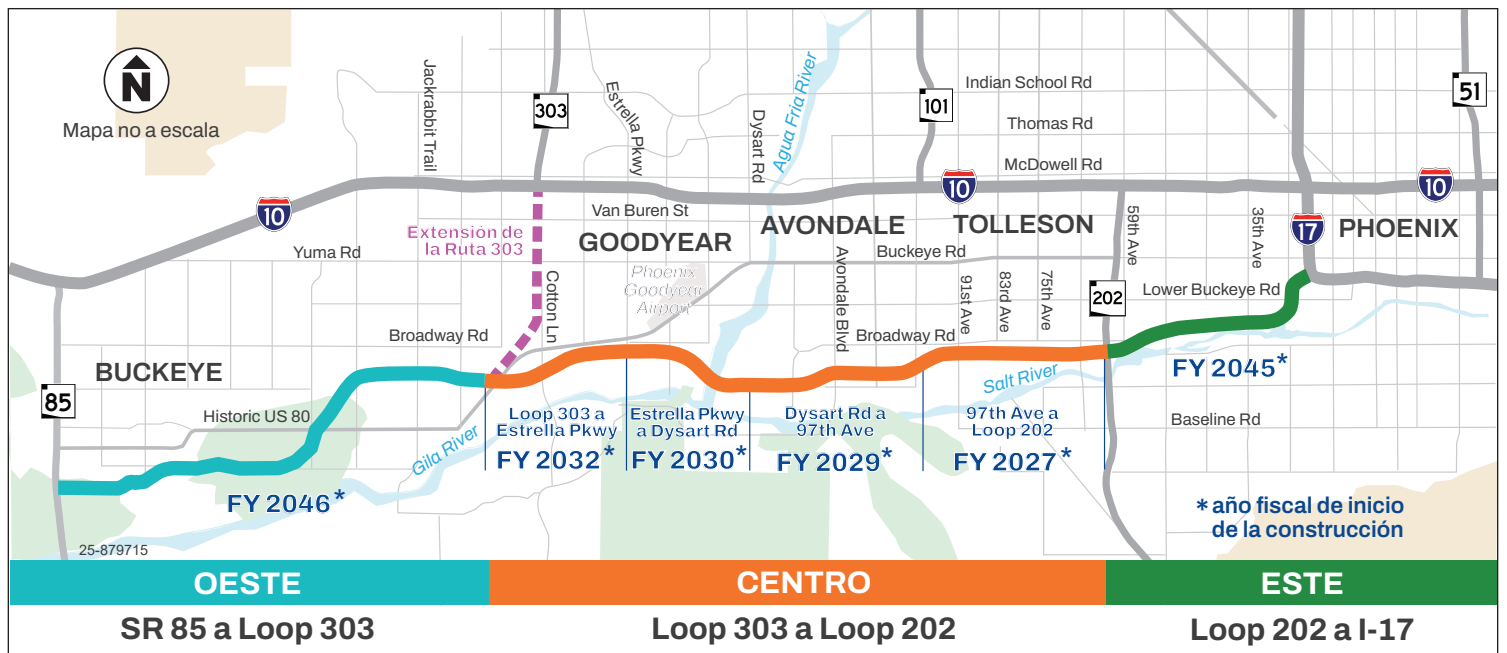 N
Mapa no a escala
Jackrabbit Trail
303
Estrella Pkwy
Dysart Rd
Agua Fria River
101
Indian School Rd
Thomas Rd
McDowell Rd
51
10
10
10
Van Buren St
Extensión de
la Ruta 303
GOODYEAR
AVONDALE
TOLLESON
59th Ave
35th Ave
17
PHOENIX
Yuma Rd
Buckeye Rd
Phoenix
Goodyear
Airport
Cotton Ln
Avondale Blvd
91st Ave
83rd Ave
75th Ave
202
Lower Buckeye Rd
Broadway Rd
Broadway Rd
BUCKEYE
85
Historic US 80
Gila River
Salt River
FY 2045*
Baseline Rd
Loop 303 a
Estrella Pkwy
FY 2032*
Estrella Pkwy
a Dysart Rd
FY 2030*
Dysart Rd a
97th Ave
FY 2029*
97th Ave a
Loop 202
FY 2027*
FY 2046*
* año fiscal de inicio
de la construcción
25-879715
OESTE
CENTRO
ESTE
SR 85 a Loop 303
Loop 303 a Loop 202
Loop 202 a I-17